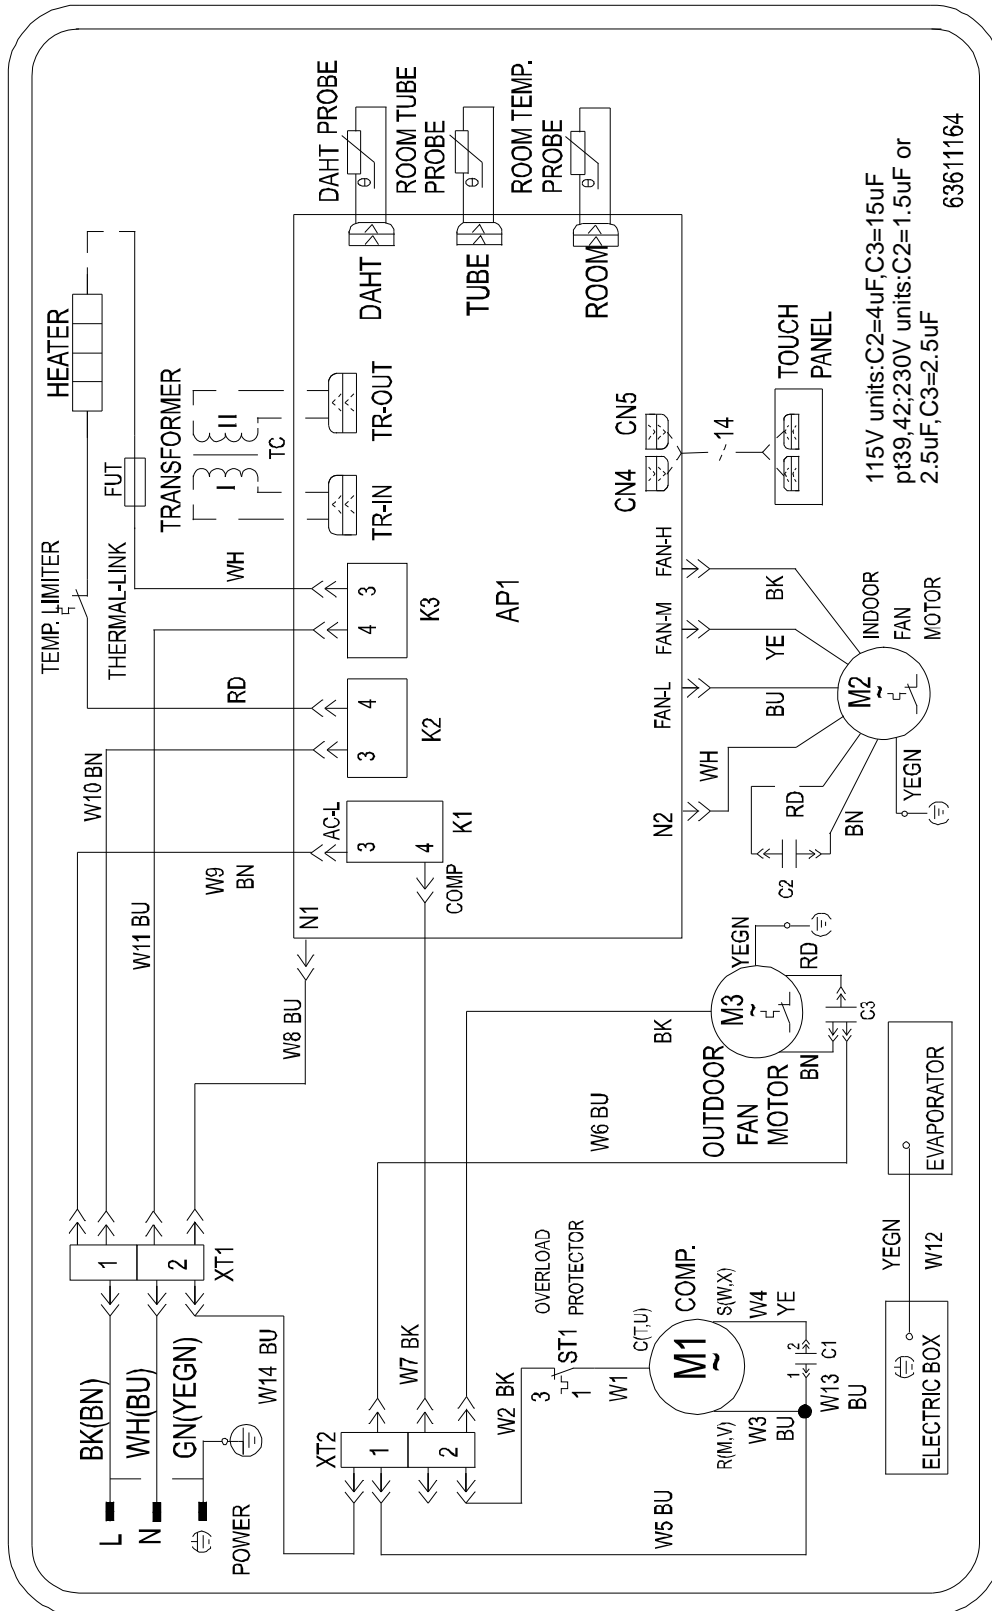 DAHT PROBE
ROOM TUBE
PROBE
ROOM TEMP.
PROBE
θ
θ
θ
DAHT
TUBE
ROOM
HEATER
FUT
TRANSFORMER
TC
TR-OUT
TR-IN
TEMP. LIMITER
THERMAL-LINK
WH
RD
3
4
K3
AP1
4
3
K2
W10 BN
W11 BU
AC-L
3
4
K1
COMP
W9
BN
N1
W8 BU
CN5
CN4
14
TOUCH
PANEL
115V units:C2=4uF,C3=15uF
pt39,42;230V units:C2=1.5uF or
2.5uF,C3=2.5uF
63611164
FAN-H
FAN-M
FAN-L
N2
BK
YE
BU
WH
INDOOR
FAN
MOTOR
M2
~
RD
BN
YEGN
C2
YEGN
RD
M3
~
BK
BN
C3
OUTDOOR
FAN
MOTOR
W6 BU
1
2
XT1
BK(BN)
WH(BU)
GN(YEGN)
L
N
POWER
W14 BU
W7 BK
XT2
1
2
W2 BK
OVERLOAD
PROTECTOR
ST1
3
1
W1
C(T,U)
COMP.
M1
~
S(W,X)
W4
YE
R(M,V)
W3
BU
1
2
C1
W13
BU
W5 BU
EVAPORATOR
YEGN
W12
ELECTRIC BOX